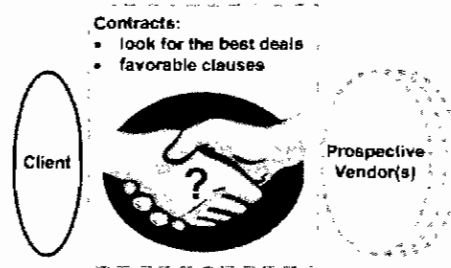 Contracts:
• look for the best deals
• favorable clauses
Client
?
Prospective
Vendor(s)